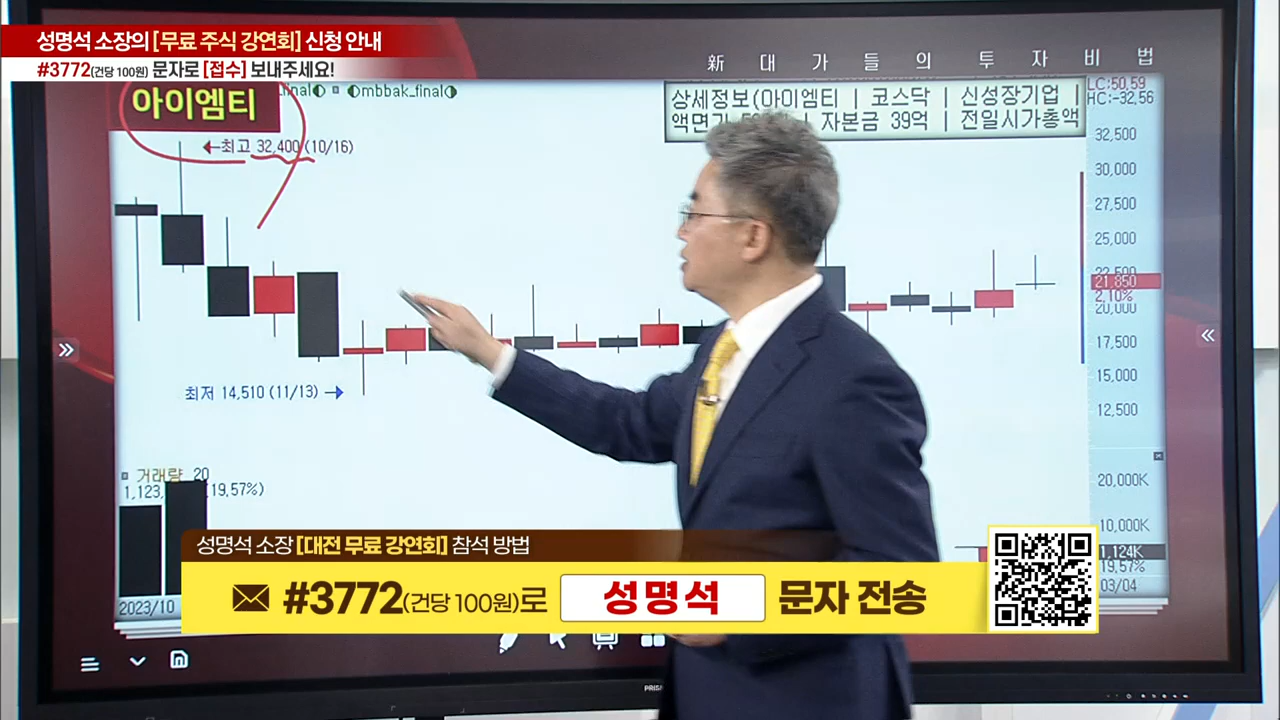 성명석 소장의 [무료 주식 강연회] 신청 안내
#3772(건당 100원) 문자로 [접수] 보내주세요!
新대가들의 투자비법
_final mbbak_final
아이엠티
상세정보(아이엠티 | 코스닥 | 신성장기업 |
액면가 | 자본금 39억 | 전일시가총액
LC:50,59
HC:-32,56
최고 32,400 (10/16)
32,500
30,000
27,500
25,000
22,500
21,850
2,10%
20,000
17,500
15,000
12,500
최저 14,510 (11/13)
거래량 20
1,123, (19,57%)
20,000K
10,000K
1,124K
19,57%
03/04
2023/10
성명석 소장 [대전 무료 강연회] 참석 방법
#3772(건당 100원)로 성명석 문자 전송